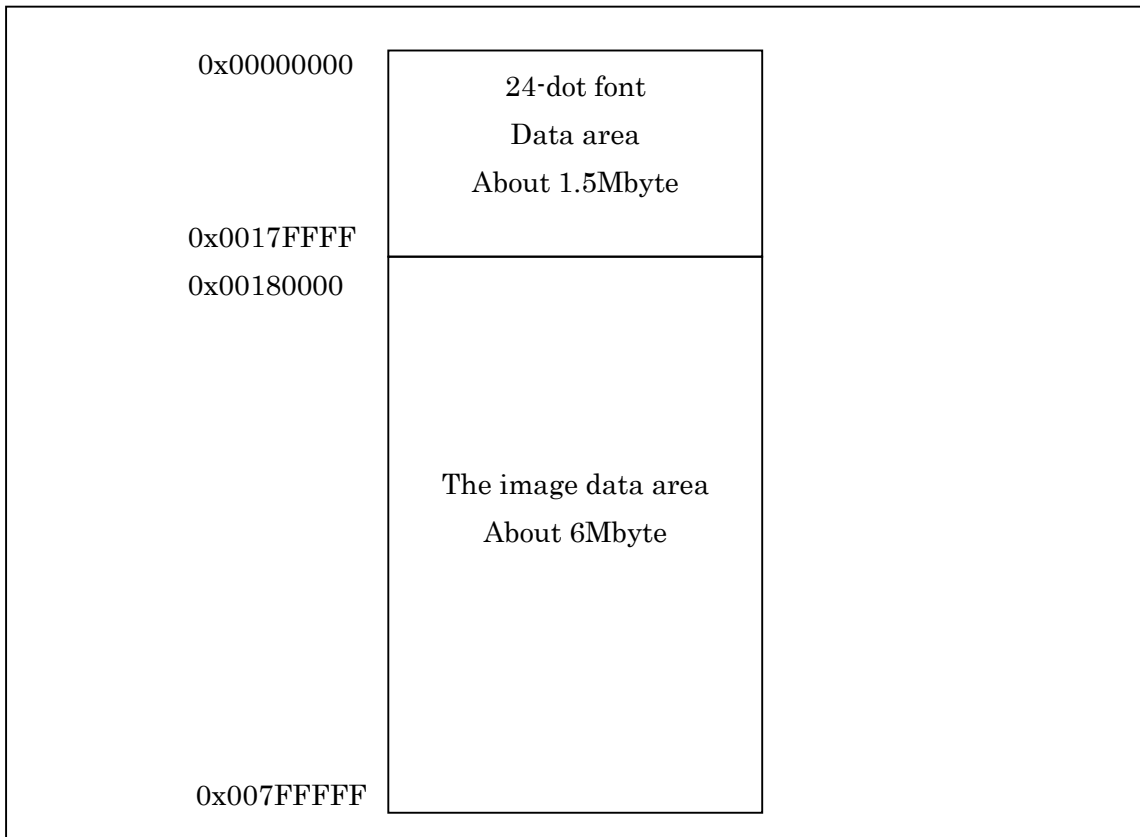 0x00000000
24-dot font
Data area
About 1.5Mbyte
0x0017FFFF
0x00180000
The image data area
About 6Mbyte
0x007FFFFF